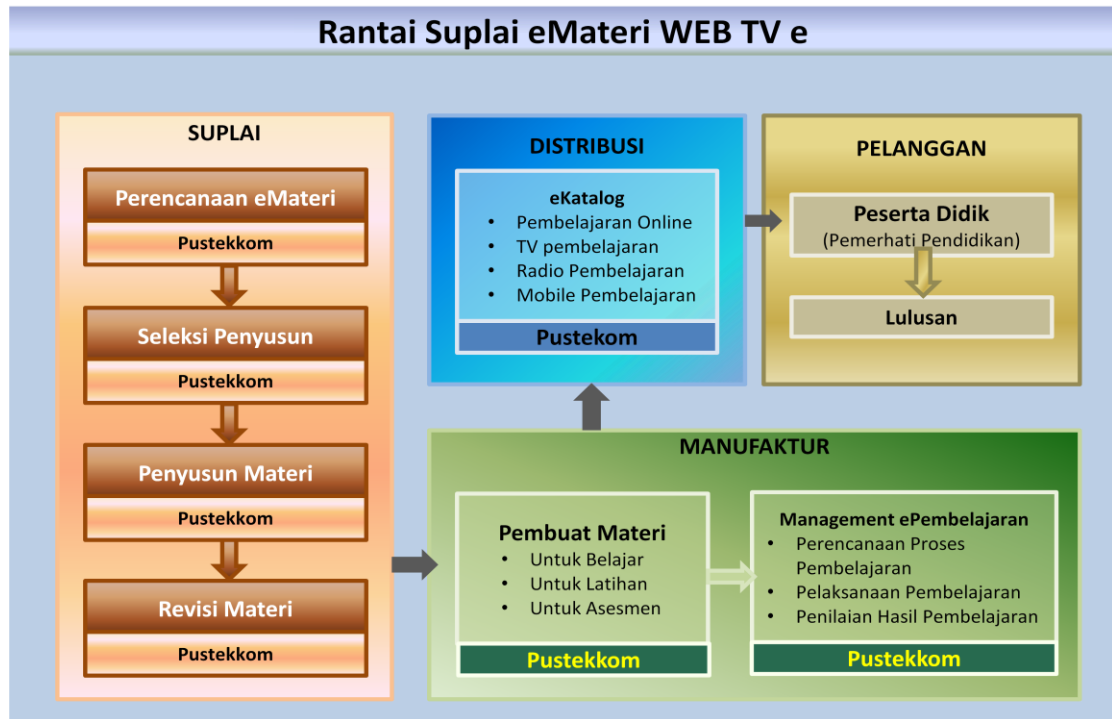 Rantai Suplai eMateri WEB TV e
SUPLAI
Perencanaan eMateri
Pustekkom
Seleksi Penyusun
Pustekkom
Penyusun Materi
Pustekkom
Revisi Materi
Pustekkom
DISTRIBUSI
eKatalog
• Pembelajaran Online
• TV pembelajaran
• Radio Pembelajaran
• Mobile Pembelajaran
Pustekom
PELANGGAN
Peserta Didik
(Pemerhati Pendidikan)
Lulusan
MANUFAKTUR
Pembuat Materi
• Untuk Belajar
• Untuk Latihan
• Untuk Asesmen
Pustekkom
Management ePembelajaran
• Perencanaan Proses
Pembelajaran
• Pelaksanaan Pembelajaran
• Penilaian Hasil Pembelajaran
Pustekkom